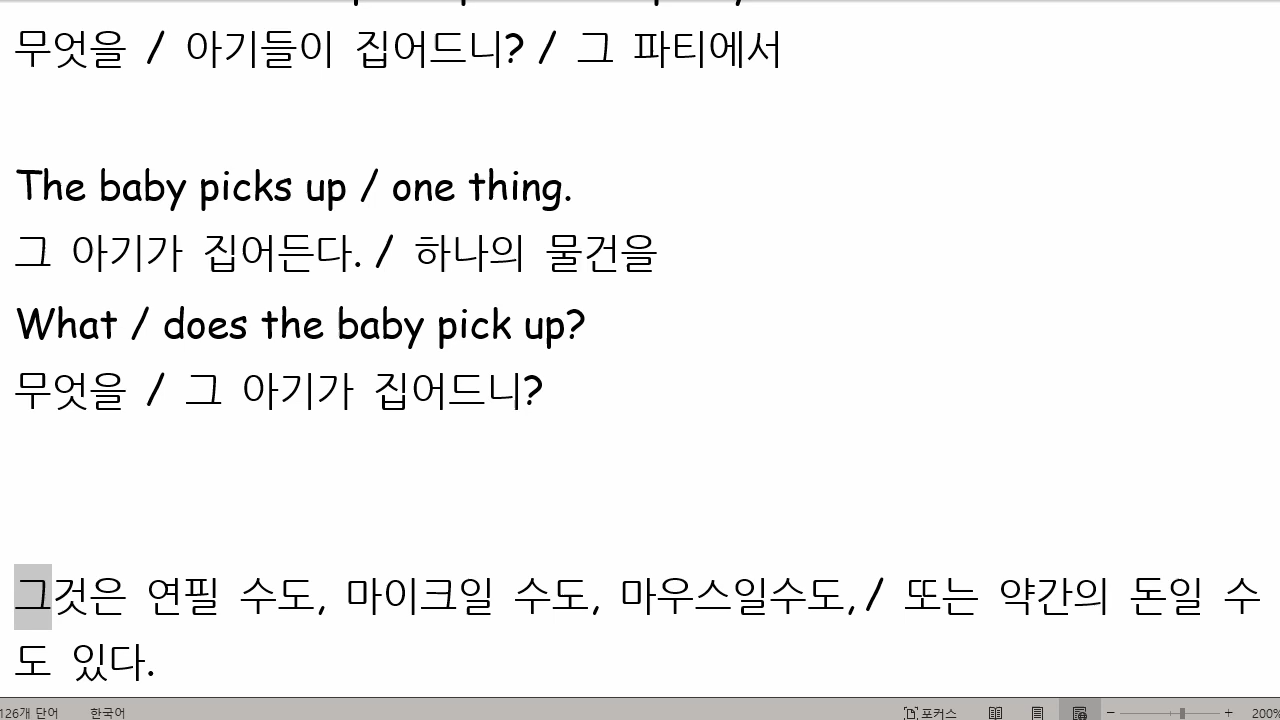 무엇을 / 아기들이 집어드니? / 그 파티에서
The baby picks up / one thing.
그 아기가 집어든다. / 하나의 물건을
What / does the baby pick up?
무엇을 / 그 아기가 집어드니?
그것은 연필 수도, 마이크일 수도, 마우스일수도, / 또는 약간의 돈일 수
도 있다.
126개 단어 한국어 포커스 200%